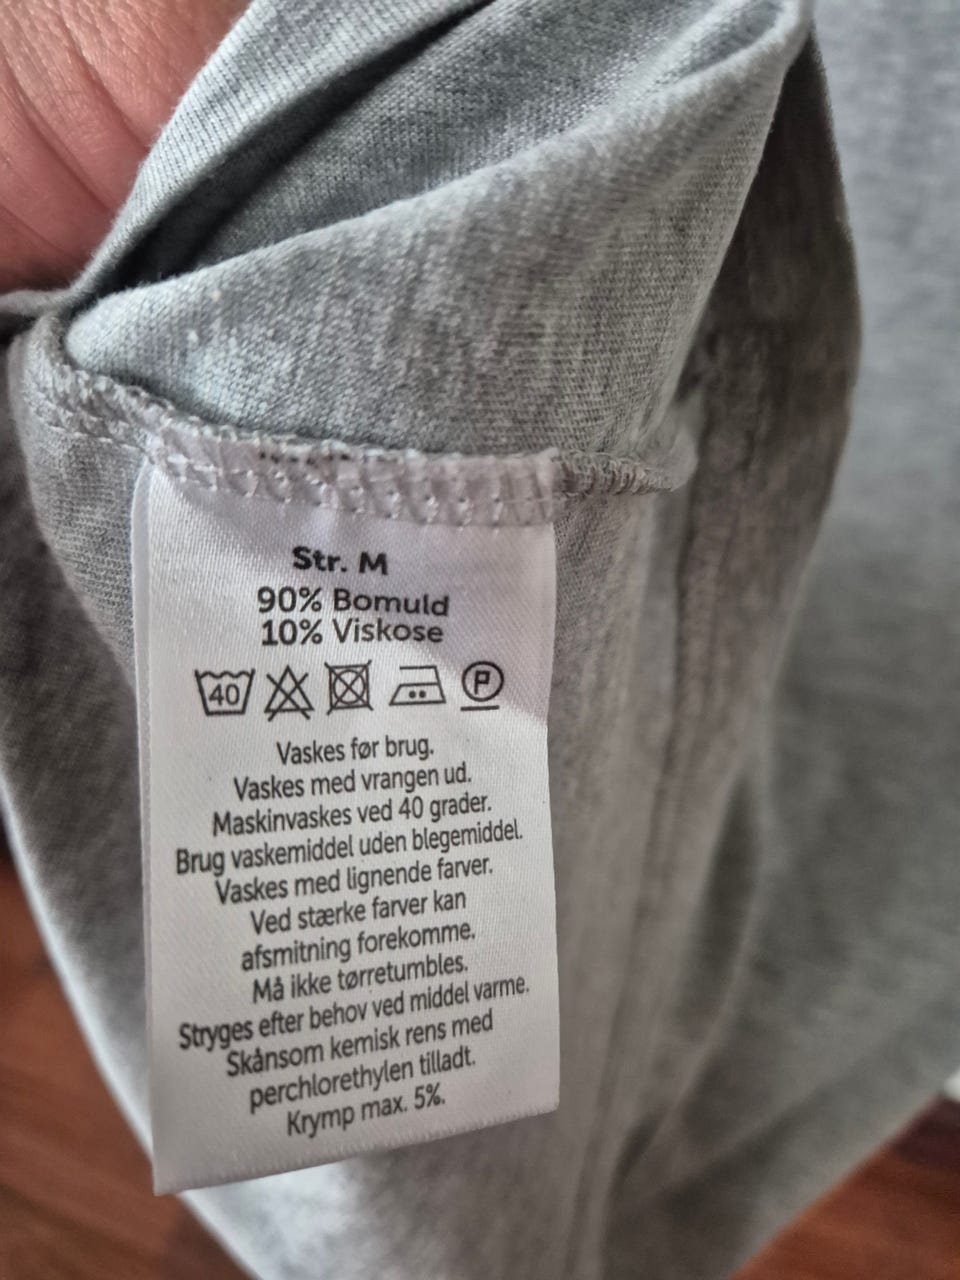 Str. M
90% Bomuld
10% Viskose
40 P
Vaskes før brug.
Vaskes med vrangen ud.
Maskinvaskes ved 40 grader.
Brug vaskemiddel uden blegemiddel.
Vaskes med lignende farver.
Ved stærke farver kan
afsmitning forekomme.
Må ikke tørretumbles.
Stryges efter behov ved middel varme.
Skånsom kemisk rens med
perchlorethylen tilladt.
Krymp max. 5%.